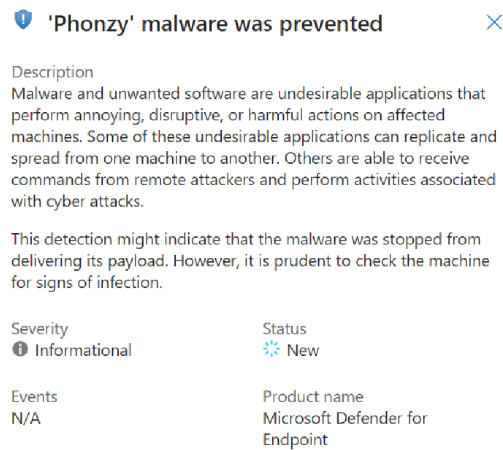 'Phonzy' malware was prevented
Description
Malware and unwanted software are undesirable applications that
perform annoying, disruptive, or harmful actions on affected
machines. Some of these undesirable applications can replicate and
spread from one machine to another. Others are able to receive
commands from remote attackers and perform activities associated
with cyber attacks.
This detection might indicate that the malware was stopped from
delivering its payload. However, it is prudent to check the machine
for signs of infection.
Severity
Informational
Status
New
Events
N/A
Product name
Microsoft Defender for
Endpoint